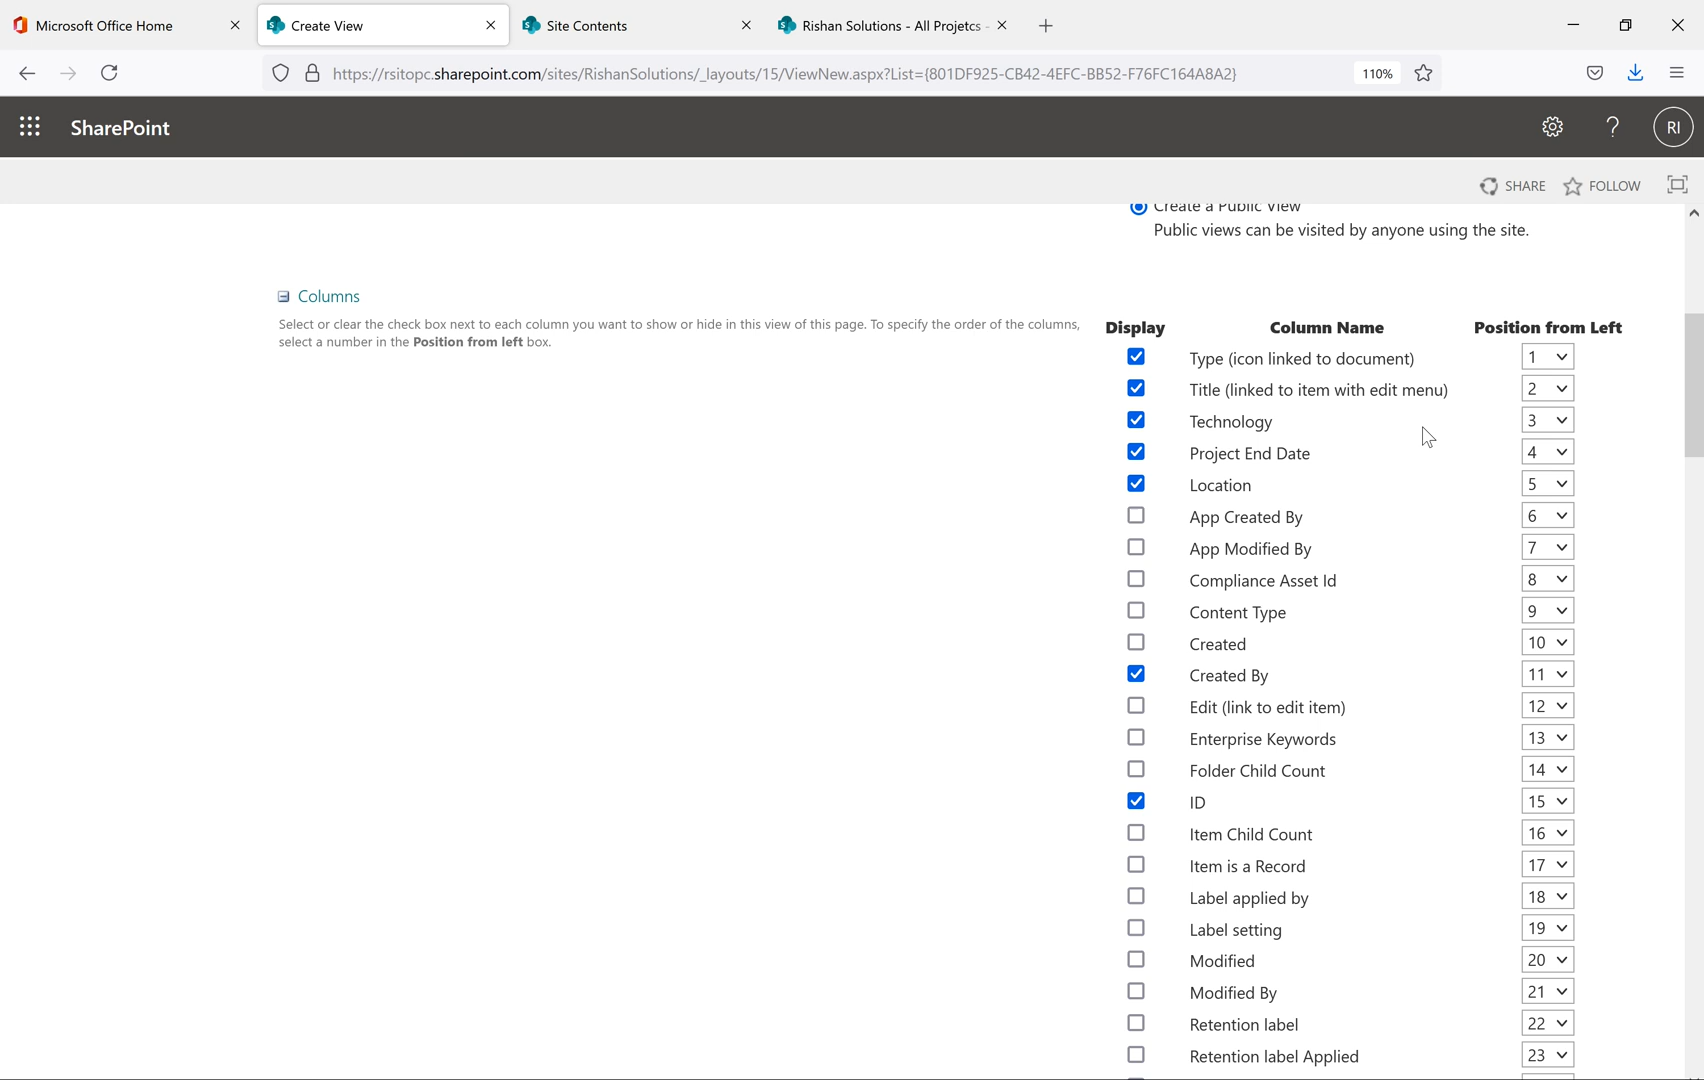 Microsoft Office Home
Create View
Site Contents
Rishan Solutions - All Projetcs -
https://rsitopc.sharepoint.com/sites/RishanSolutions/_layouts/15/ViewNew.aspx?List={801DF925-CB42-4EFC-BB52-F76FC164A8A2}
110%
SharePoint
?
RI
SHARE
FOLLOW
Create a Public View
Public views can be visited by anyone using the site.
Columns
Select or clear the check box next to each column you want to show or hide in this view of this page. To specify the order of the columns,
select a number in the Position from left box.
Display Column Name Position from Left
Type (icon linked to document) 1
Title (linked to item with edit menu) 2
Technology 3
Project End Date 4
Location 5
App Created By 6
App Modified By 7
Compliance Asset Id 8
Content Type 9
Created 10
Created By 11
Edit (link to edit item) 12
Enterprise Keywords 13
Folder Child Count 14
ID 15
Item Child Count 16
Item is a Record 17
Label applied by 18
Label setting 19
Modified 20
Modified By 21
Retention label 22
Retention label Applied 23